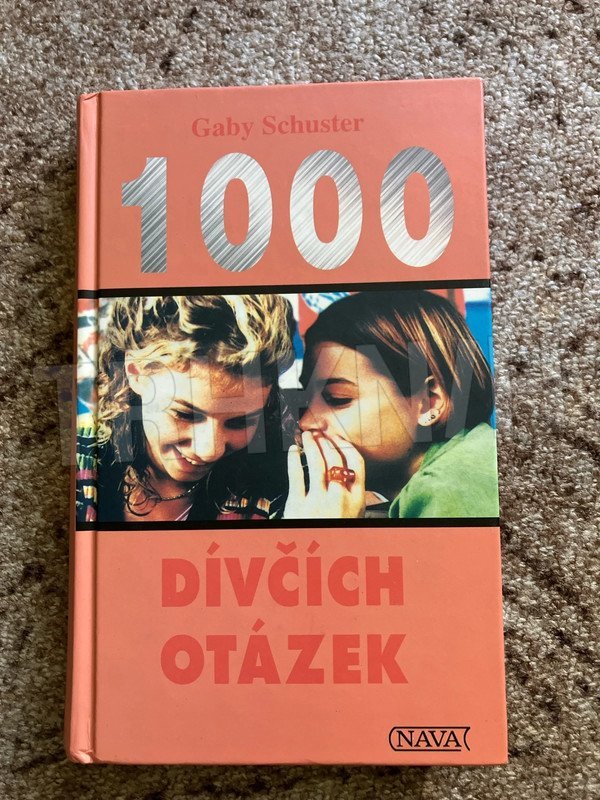 Gaby Schuster
1000
DÍVČÍCH
OTÁZEK
NAVA